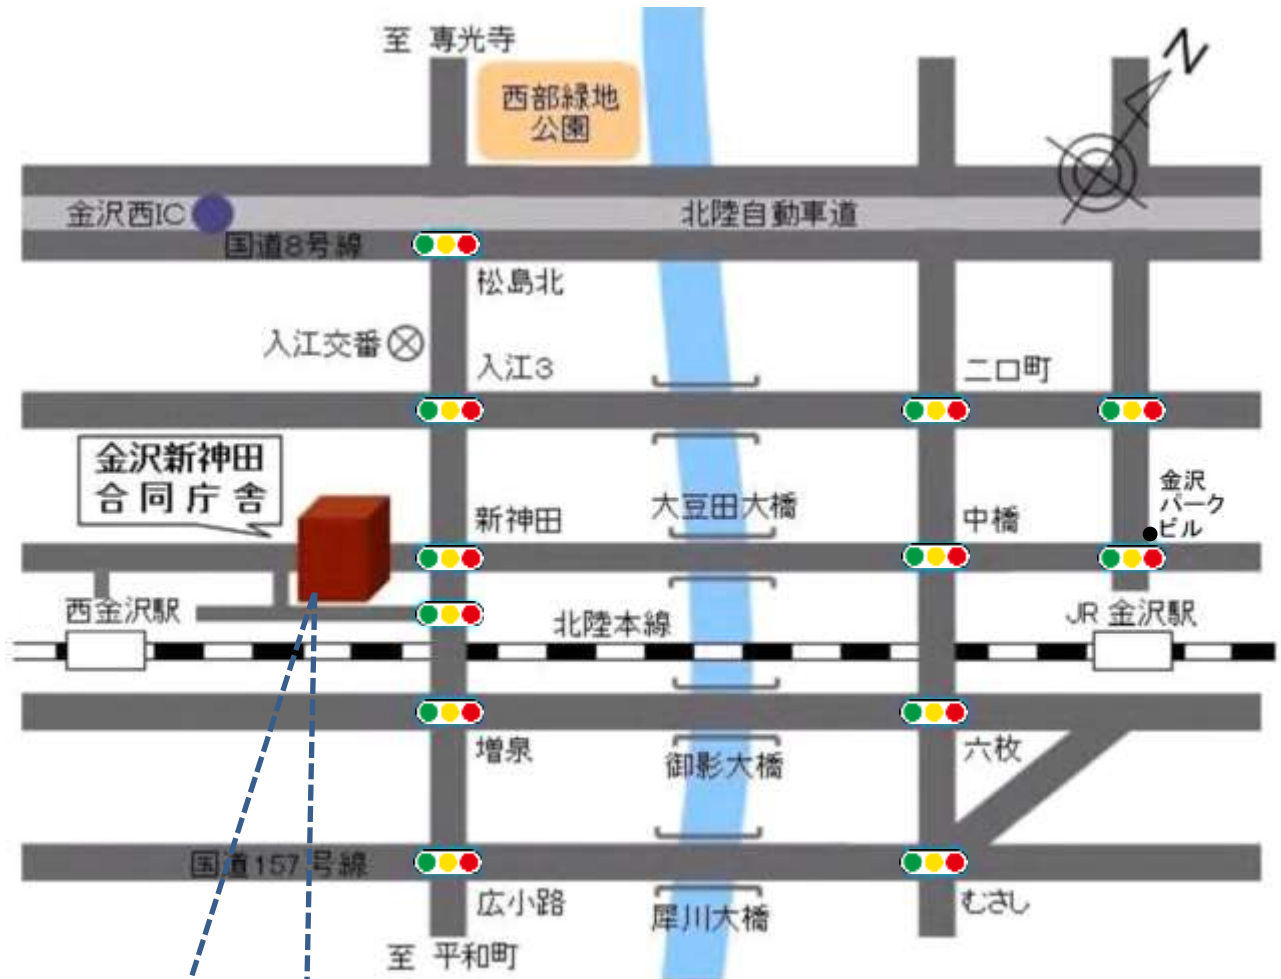 至 専光寺
西部緑地
公園
N
金沢西IC
北陸自動車道
国道8号線
松島北
入江交番
入江3
二口町
金沢新神田
合同庁舎
新神田
大豆田大橋
中橋
金沢
パーク
ビル
西金沢駅
北陸本線
JR 金沢駅
増泉
御影大橋
六枚
国道157号線
広小路
犀川大橋
むさし
至 平和町